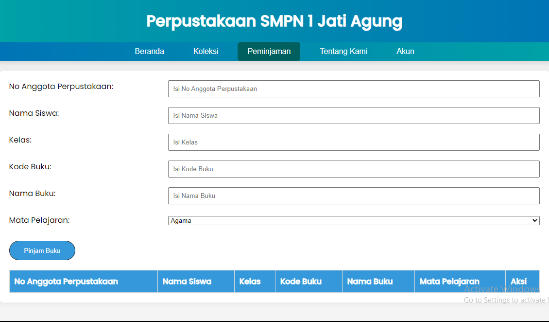 Perpustakaan SMPN 1 Jati Agung
Beranda Koleksi Peminjaman Tentang Kami Akun
No Anggota Perpustakaan: Isi No Anggota Perpustakaan
Nama Siswa: Isi Nama Siswa
Kelas: Isi Kelas
Kode Buku: Isi Kode Buku
Nama Buku: Isi Nama Buku
Mata Pelajaran: Agama
Pinjam Buku
No Anggota Perpustakaan Nama Siswa Kelas Kode Buku Nama Buku Mata Pelajaran Aksi
Activate Windows
Go to Settings to activate